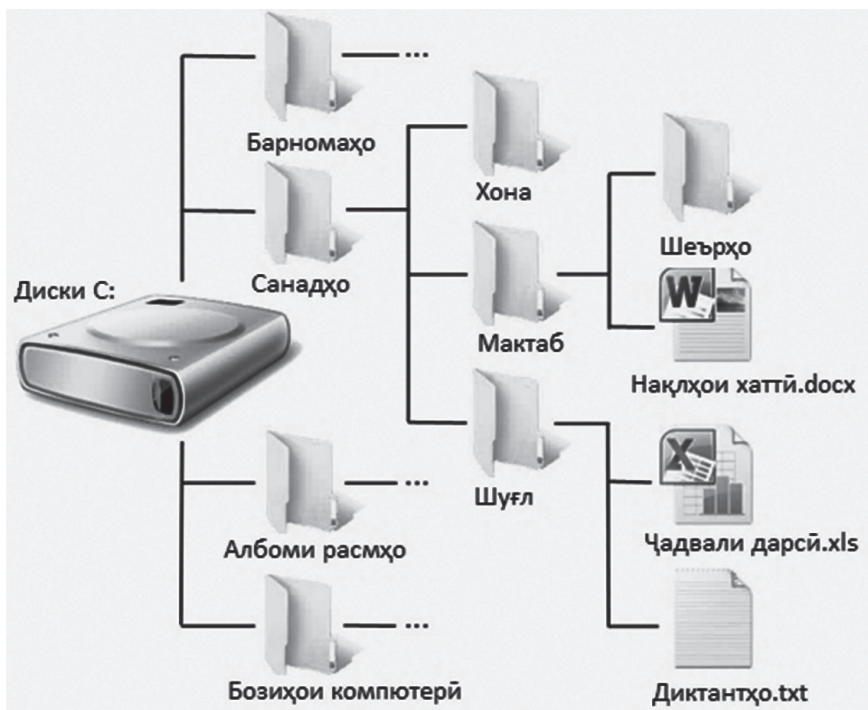 Барномаҳо
Хона
Шеърҳо
Санадҳо
Диски C:
Мактаб
Нақлҳои хаттӣ.docx
Шуғл
Албоми расмҳо
Ҷадвали дарсӣ.xls
Бозиҳои компютерӣ
Диктантҳо.txt